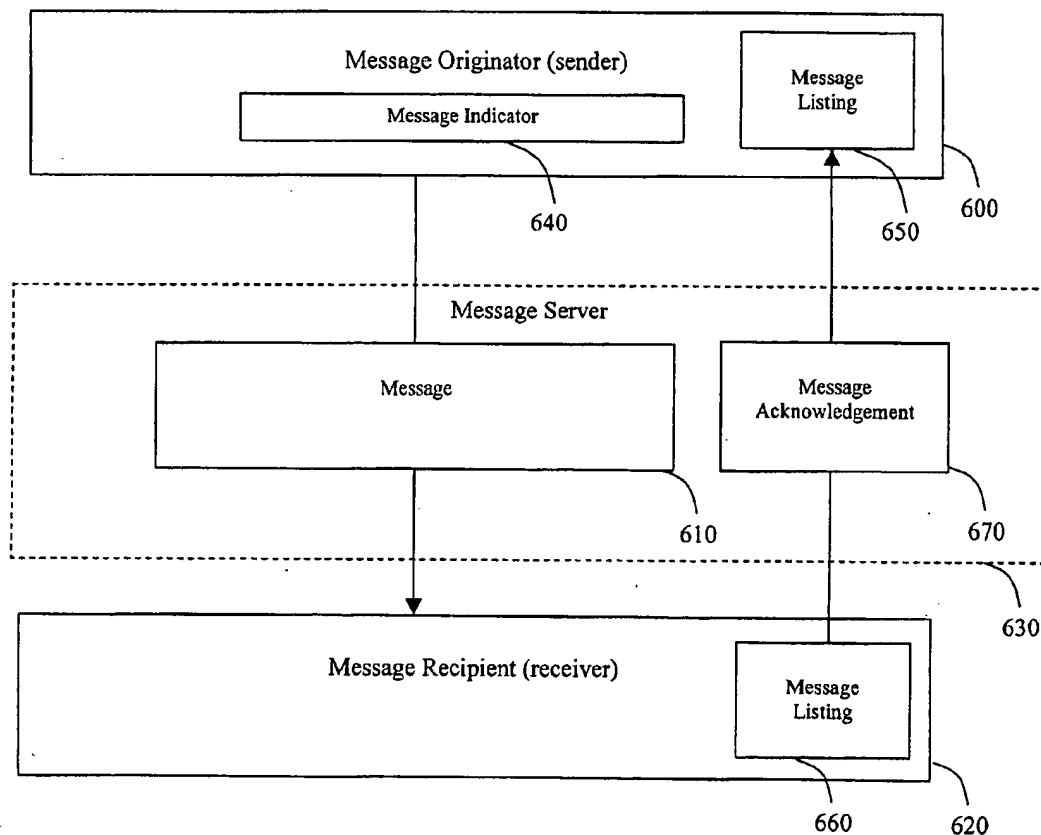 Message Originator (sender)
Message
Listing
Message Indicator
640
650
600
Message Server
Message
Message
Acknowledgement
610
670
630
Message Recipient (receiver)
Message
Listing
660
620